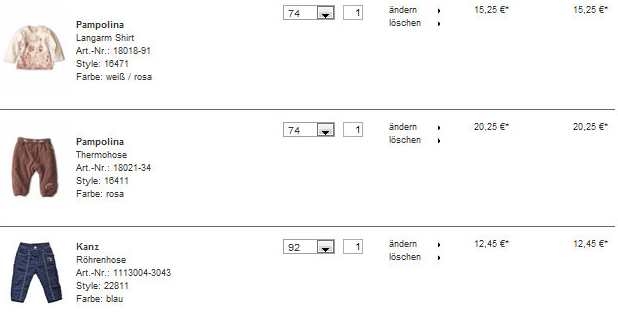 74 1 ändern 15,25 €* 15,25 €*
löschen
Pampolina
Langarm Shirt
Art.-Nr.: 18018-91
Style: 16471
Farbe: weiß / rosa
74 1 ändern 20,25 €* 20,25 €*
löschen
Pampolina
Thermohose
Art.-Nr.: 18021-34
Style: 16411
Farbe: rosa
Kanz 92 1 ändern 12,45 €* 12,45 €*
löschen
Röhrenhose
Art.-Nr.: 1113004-3043
Style: 22811
Farbe: blau